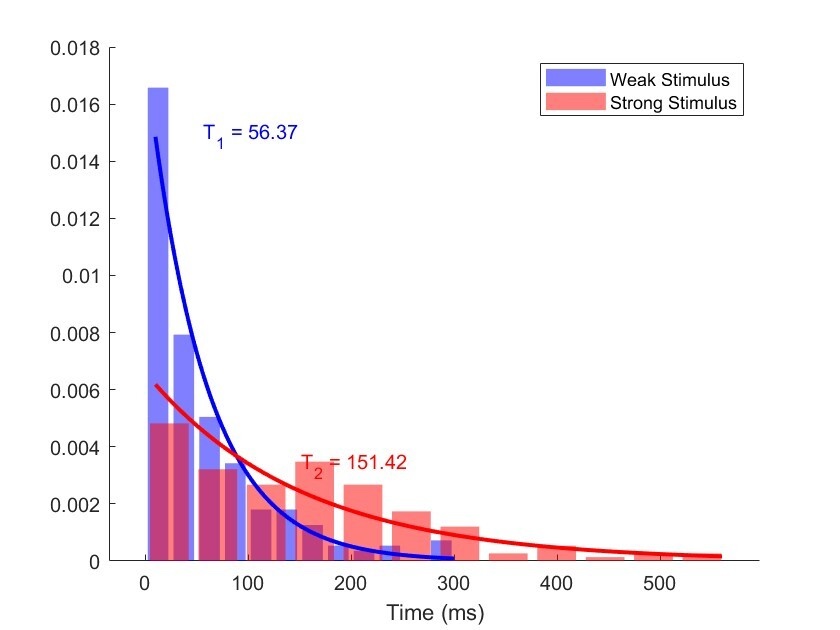 0.018
Weak Stimulus
Strong Stimulus
0.016
T1 = 56.37
0.014
0.012
0.01
0.008
0.006
0.004
T2 = 151.42
0.002
0
0 100 200 300 400 500
Time (ms)